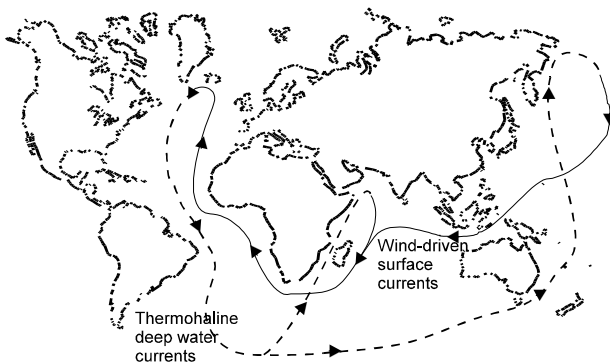 Wind-driven
surface
currents
Thermohaline
deep water
currents